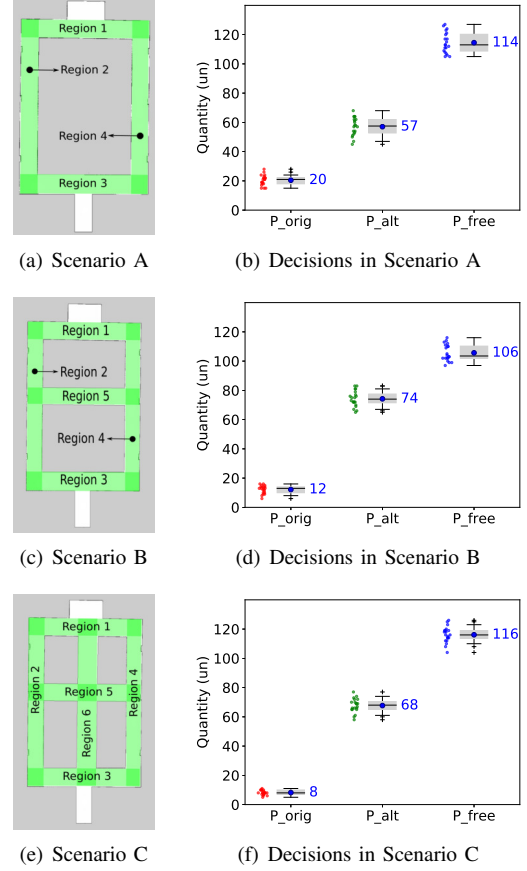 Region 1
Region 2
Region 4
Region 3
(a) Scenario A
Quantity (un)
120
100
80
60
40
20
0
20
57
114
P_orig
P_alt
P_free
(b) Decisions in Scenario A
Region 1
Region 2
Region 5
Region 4
Region 3
(c) Scenario B
Quantity (un)
120
100
80
60
40
20
0
12
74
106
P_orig
P_alt
P_free
(d) Decisions in Scenario B
Region 1
Region 2
Region 4
Region 5
Region 6
Region 3
(e) Scenario C
Quantity (un)
120
100
80
60
40
20
0
8
68
116
P_orig
P_alt
P_free
(f) Decisions in Scenario C